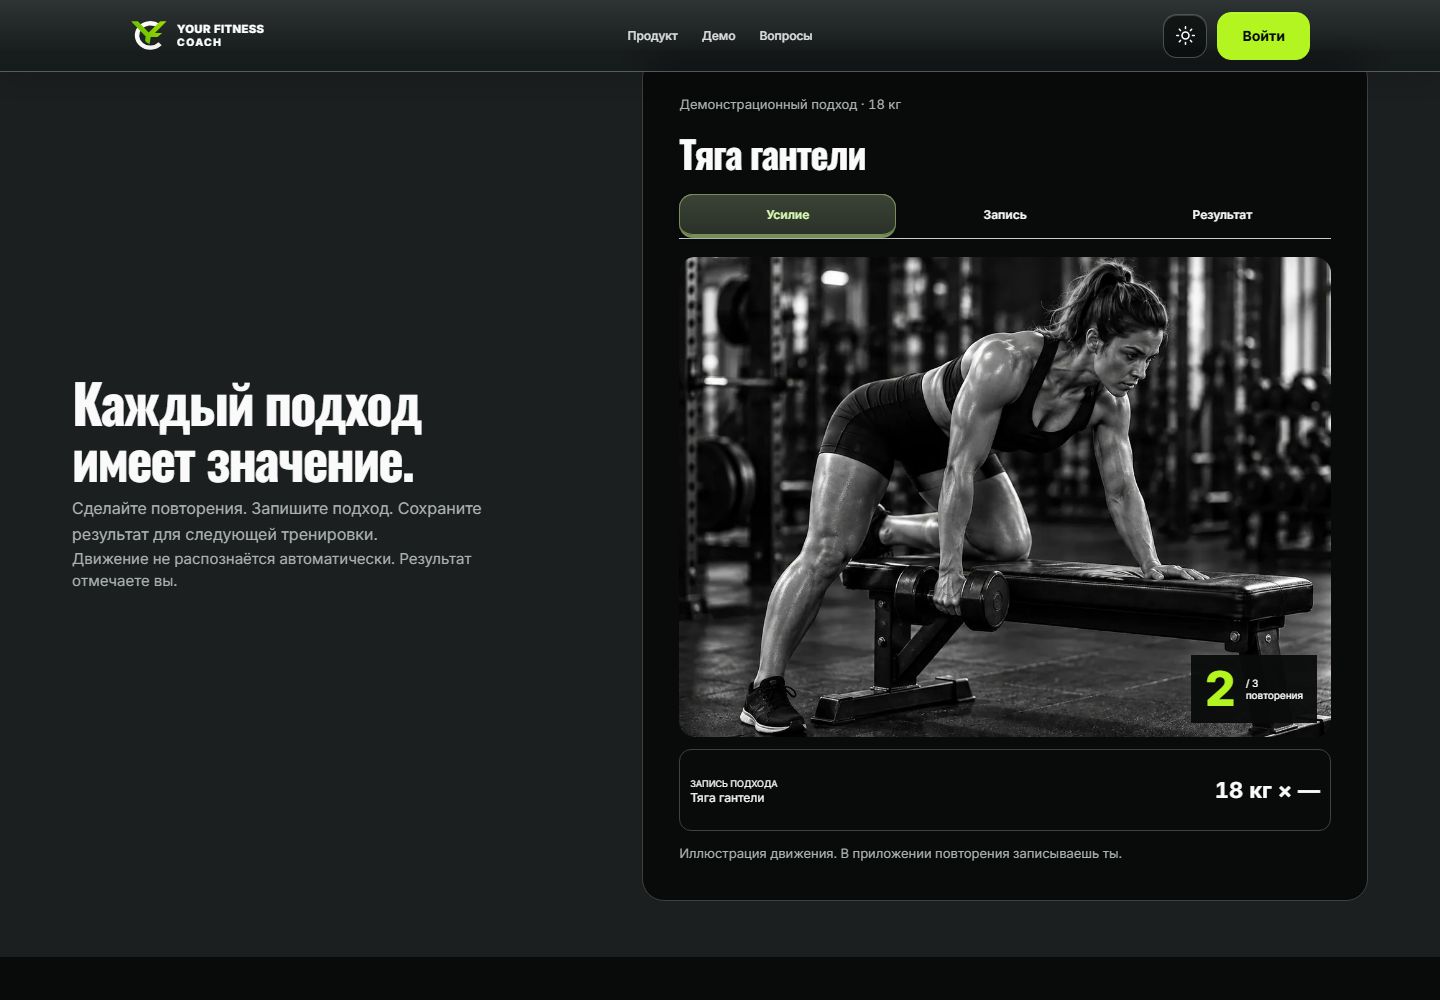 YOUR FITNESS
COACH
Продукт
Демо
Вопросы
Войти
Демонстрационный подход · 18 кг
Тяга гантели
Усилие
Запись
Результат
Каждый подход
имеет значение.
Сделайте повторения. Запишите подход. Сохраните
результат для следующей тренировки.
Движение не распознаётся автоматически. Результат
отмечаете вы.
2
/ 3
повторения
ЗАПИСЬ ПОДХОДА
Тяга гантели
18 кг × —
Иллюстрация движения. В приложении повторения записываешь ты.